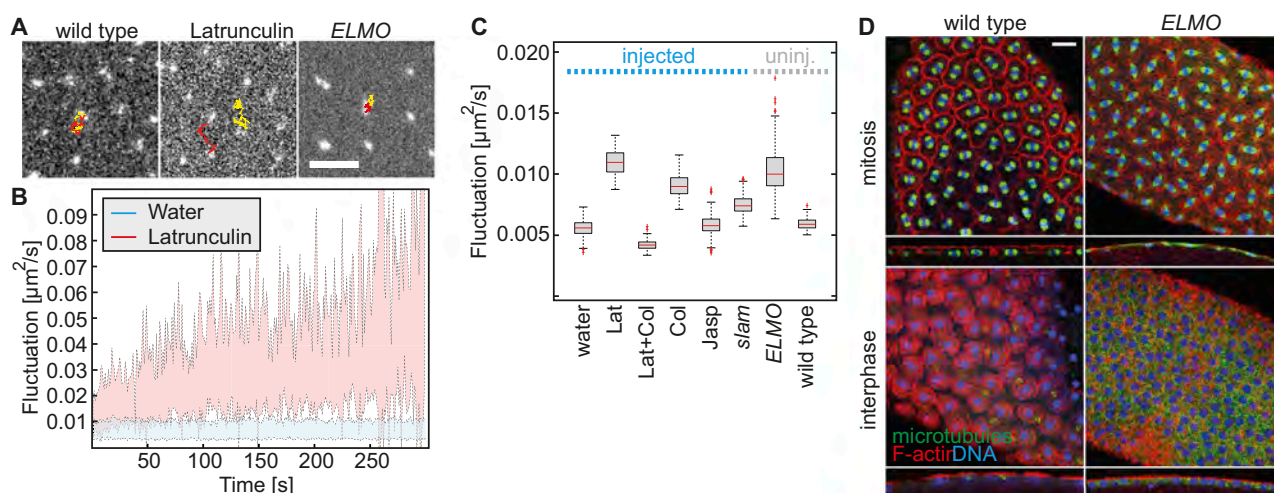 A
wild type
Latrunculin
ELMO
B
Fluctuation [µm²/s]
0.09
0.08
0.07
0.06
0.05
0.04
0.03
0.02
0.01
Water
Latrunculin
50
100
150
200
250
Time [s]
C
Fluctuation [µm²/s]
0.020
0.015
0.010
0.005
injected
uninj.
water
Lat
Lat+Col
Col
Jasp
slam
ELMO
wild type
D
wild type
ELMO
mitosis
interphase
microtubules
F-actin DNA